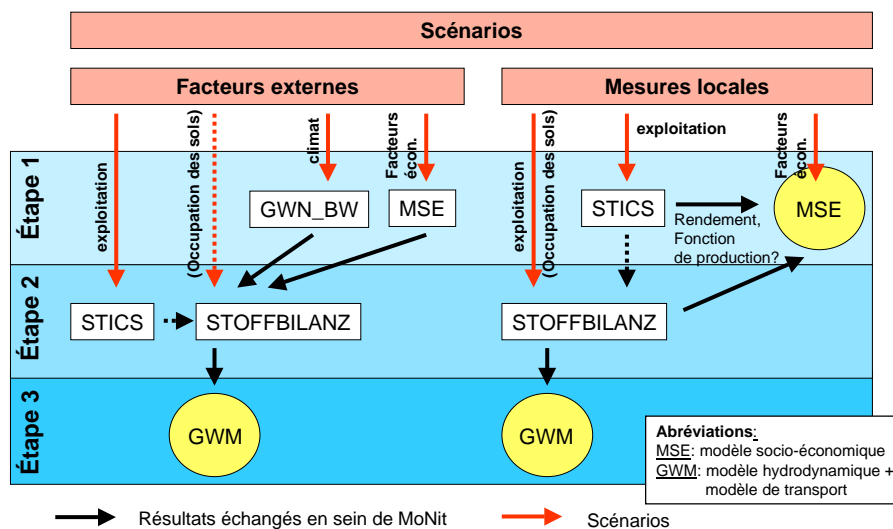 Scénarios
Facteurs externes
Mesures locales
exploitation
(Occupation des sols)
climat
Facteurs
écon.
exploitation
(Occupation des sols)
exploitation
Facteurs
écon.
Étape 1
GWN_BW
MSE
STICS
Rendement,
Fonction
de production?
MSE
Étape 2
STICS
STOFFBILANZ
STOFFBILANZ
Étape 3
GWM
GWM
Abréviations:
MSE: modèle socio-économique
GWM: modèle hydrodynamique +
modèle de transport
Résultats échangés en sein de MoNit
Scénarios